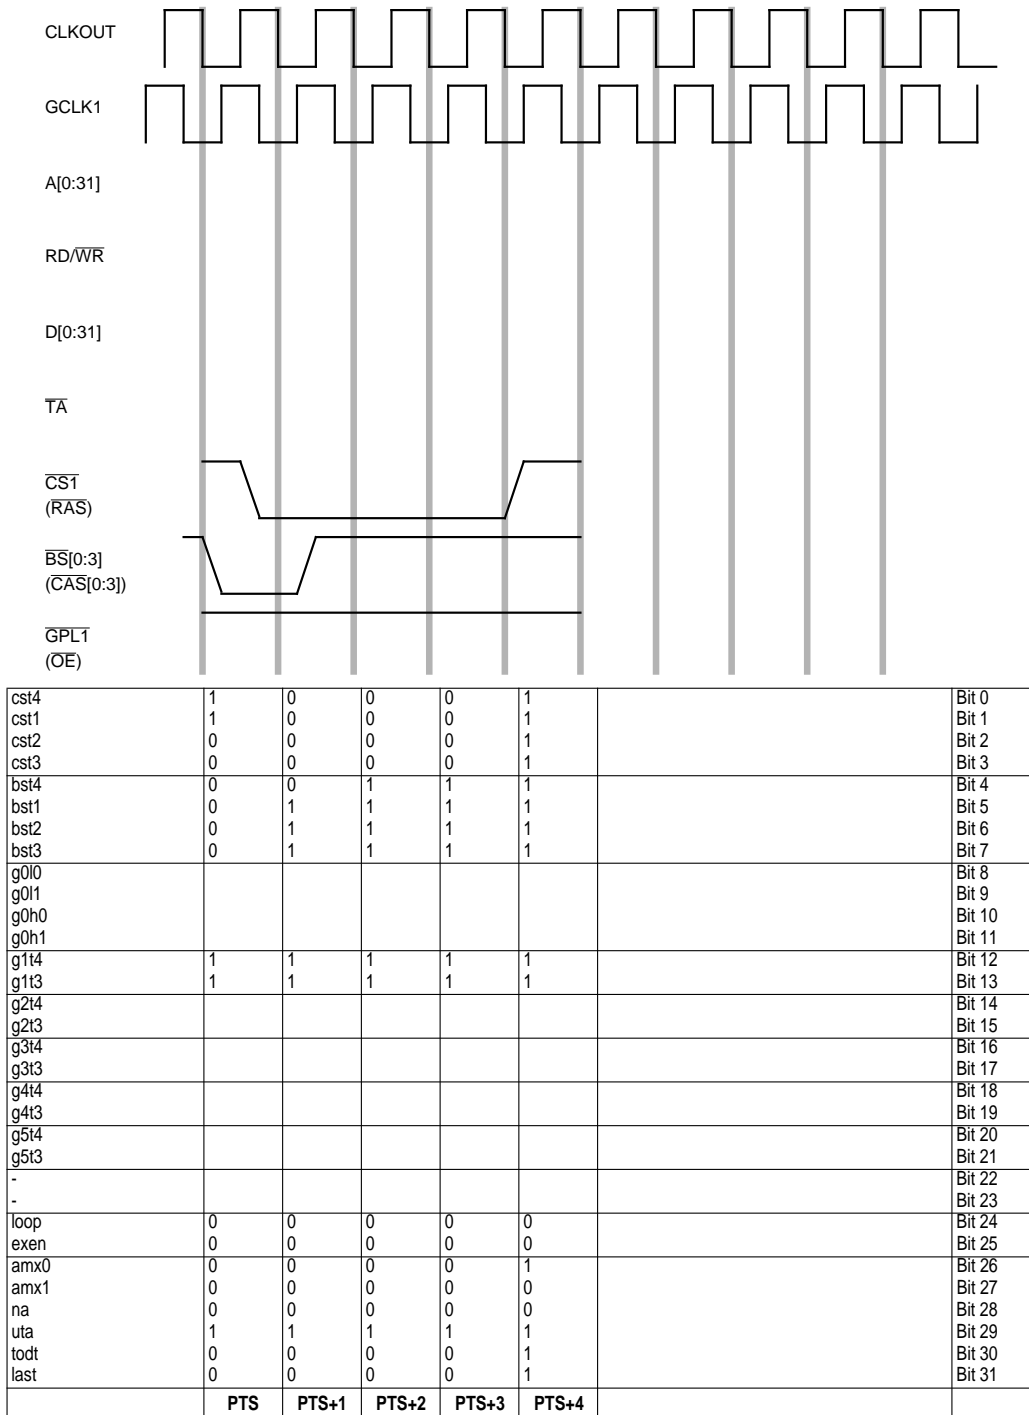 CLKOUT
GCLK1
A[0:31]
RD/WR
D[0:31]
TA
CS1
(RAS)
BS[0:3]
(CAS[0:3])
GPL1
(OE)
cst4 1 0 0 0 1 Bit 0
cst1 1 0 0 0 1 Bit 1
cst2 0 0 0 0 1 Bit 2
cst3 0 0 0 0 1 Bit 3
bst4 0 0 1 1 1 Bit 4
bst1 0 1 1 1 1 Bit 5
bst2 0 1 1 1 1 Bit 6
bst3 0 1 1 1 1 Bit 7
g0l0 Bit 8
g0l1 Bit 9
g0h0 Bit 10
g0h1 Bit 11
g1t4 1 1 1 1 1 Bit 12
g1t3 1 1 1 1 1 Bit 13
g2t4 Bit 14
g2t3 Bit 15
g3t4 Bit 16
g3t3 Bit 17
g4t4 Bit 18
g4t3 Bit 19
g5t4 Bit 20
g5t3 Bit 21
- Bit 22
- Bit 23
loop 0 0 0 0 0 Bit 24
exen 0 0 0 0 0 Bit 25
amx0 0 0 0 0 1 Bit 26
amx1 0 0 0 0 0 Bit 27
na 0 0 0 0 0 Bit 28
uta 1 1 1 1 1 Bit 29
todt 0 0 0 0 1 Bit 30
last 0 0 0 0 1 Bit 31
PTS PTS+1 PTS+2 PTS+3 PTS+4